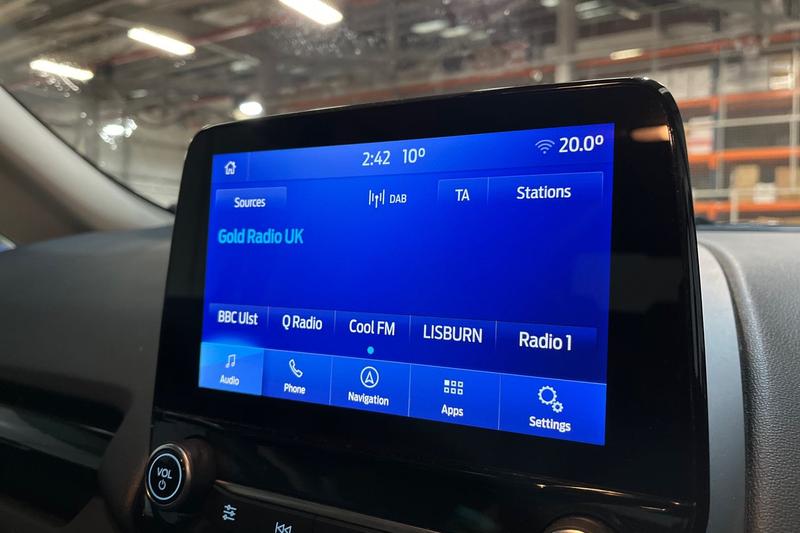 2:42 10° 20.0°
Sources DAB TA Stations
Gold Radio UK
BBC Ulst Q Radio Cool FM LISBURN Radio 1
Audio Phone Navigation Apps Settings
VOL